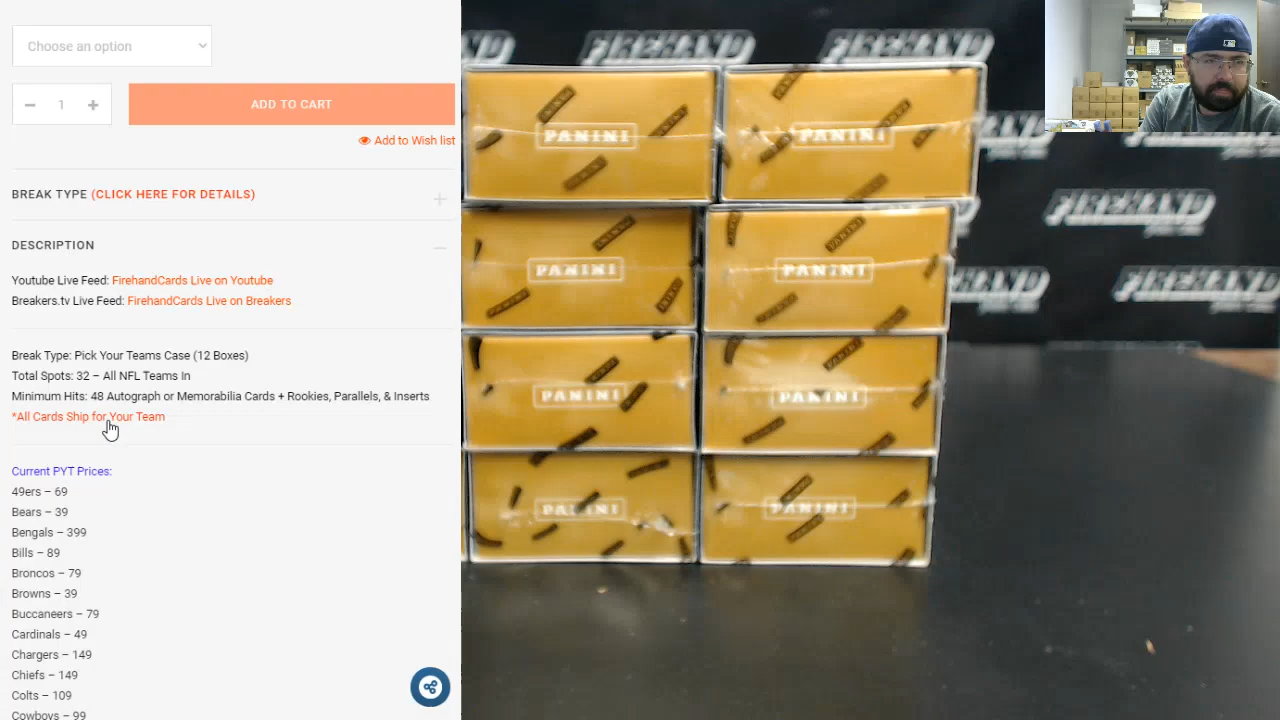 Choose an option
1
ADD TO CART
Add to Wish list
BREAK TYPE (CLICK HERE FOR DETAILS)
DESCRIPTION
Youtube Live Feed: FirehandCards Live on Youtube
Breakers.tv Live Feed: FirehandCards Live on Breakers
Break Type: Pick Your Teams Case (12 Boxes)
Total Spots: 32 – All NFL Teams In
Minimum Hits: 48 Autograph or Memorabilia Cards + Rookies, Parallels, & Inserts
*All Cards Ship for Your Team
Current PYT Prices:
49ers – 69
Bears – 39
Bengals – 399
Bills – 89
Broncos – 79
Browns – 39
Buccaneers – 79
Cardinals – 49
Chargers – 149
Chiefs – 149
Colts – 109
Cowboys – 99
FIREHAND
FIREHAND
PANINI
PANINI
FIREHAND
PANINI
PANINI
FIREHAND
PANINI
PANINI
PANINI
PANINI